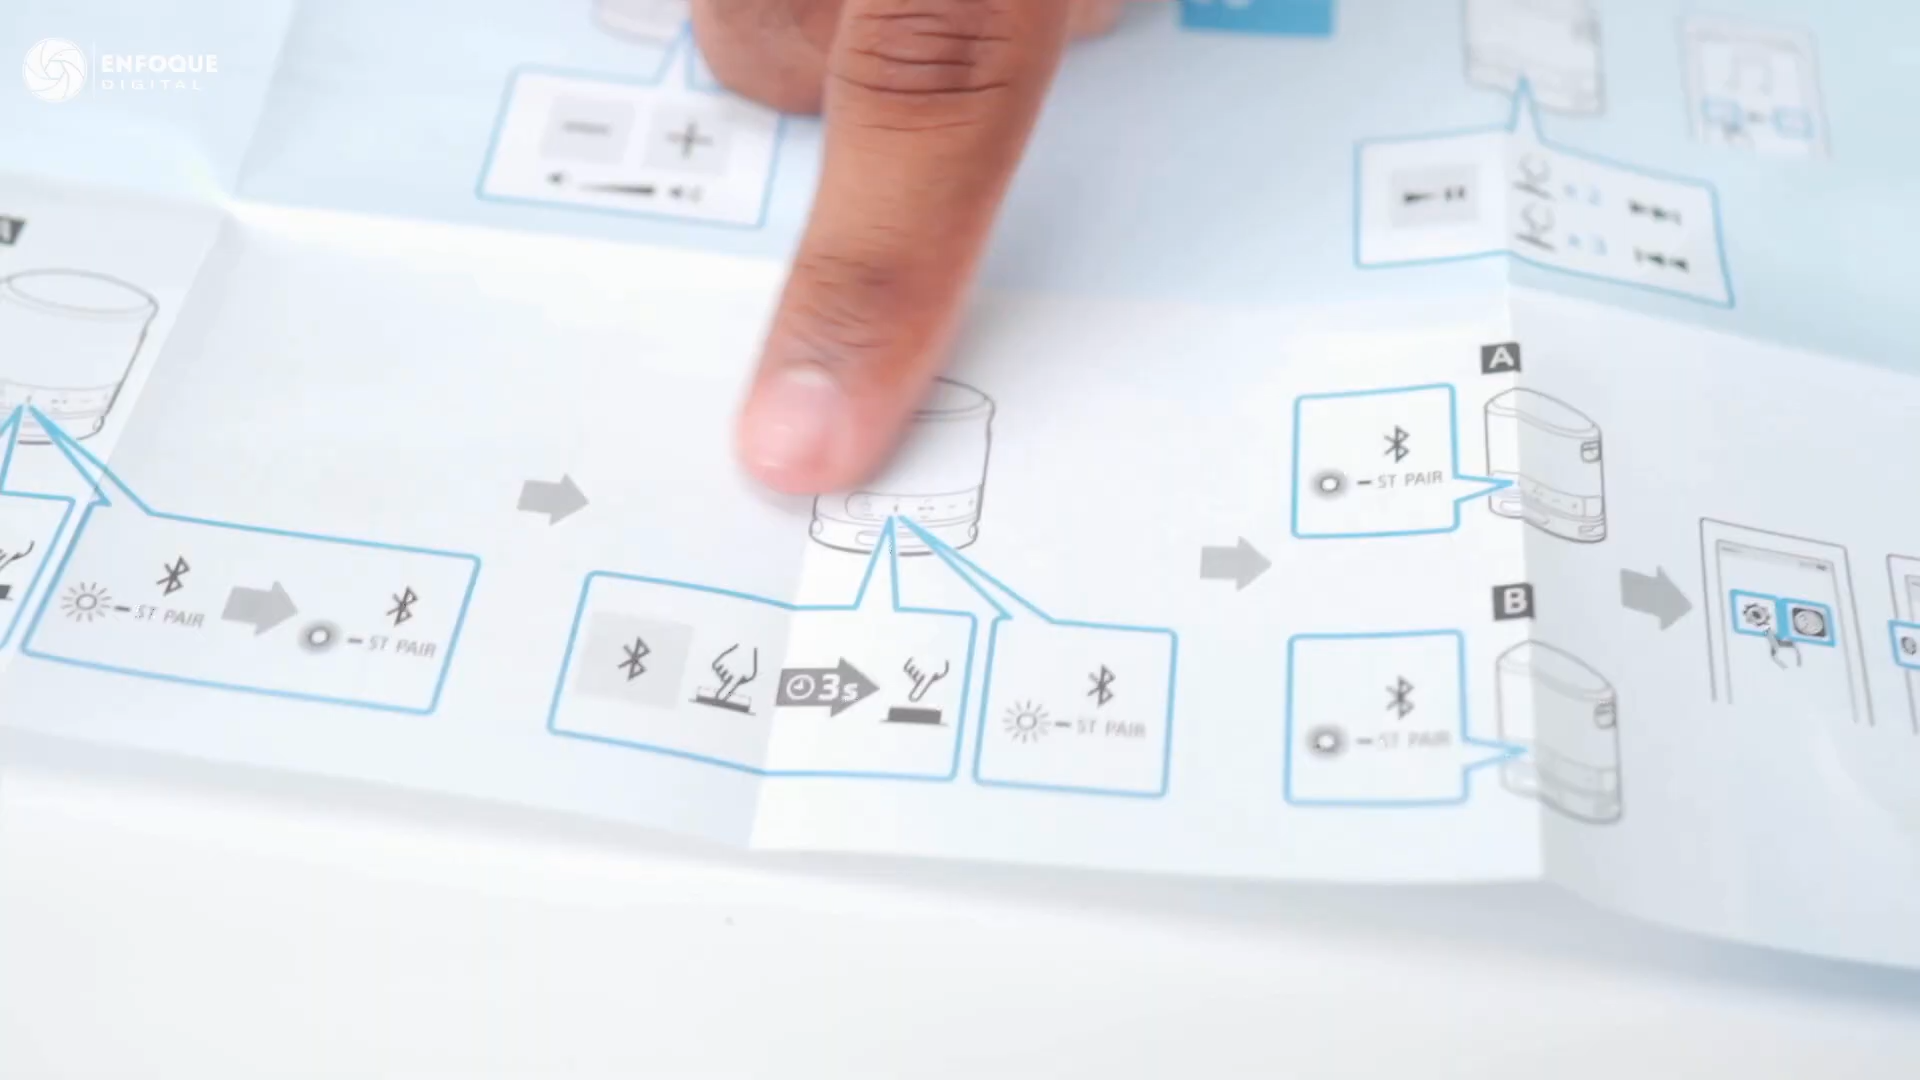 ENFOQUE
DIGITAL
A
ST PAIR
B
ST PAIR
ST PAIR
3s
ST PAIR
ST PAIR